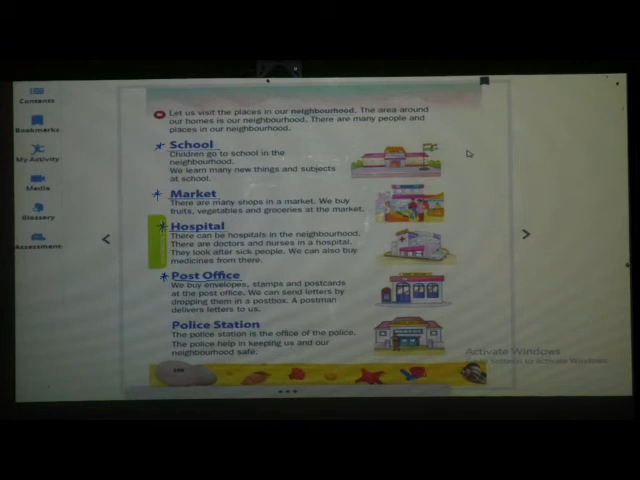 Contents
Bookmarks
My Activity
Media
Glossary
Assessment
Let us visit the places in our neighbourhood. The area around
our homes is our neighbourhood. There are many people and
places in our neighbourhood.
School
Children go to school in the
neighbourhood.
We learn many new things and subjects
at school.
Market
There are many shops in a market. We buy
fruits, vegetables and groceries at the market.
Hospital
There can be hospitals in the neighbourhood.
There are doctors and nurses in a hospital.
They look after sick people. We can also buy
medicines from there.
Post Office
We buy envelopes, stamps and postcards
at the post office. We can send letters by
dropping them in a postbox. A postman
delivers letters to us.
Police Station
The police station is the office of the police.
The police help in keeping us and our
neighbourhood safe.
Activate Windows
Settings to activate Windows.